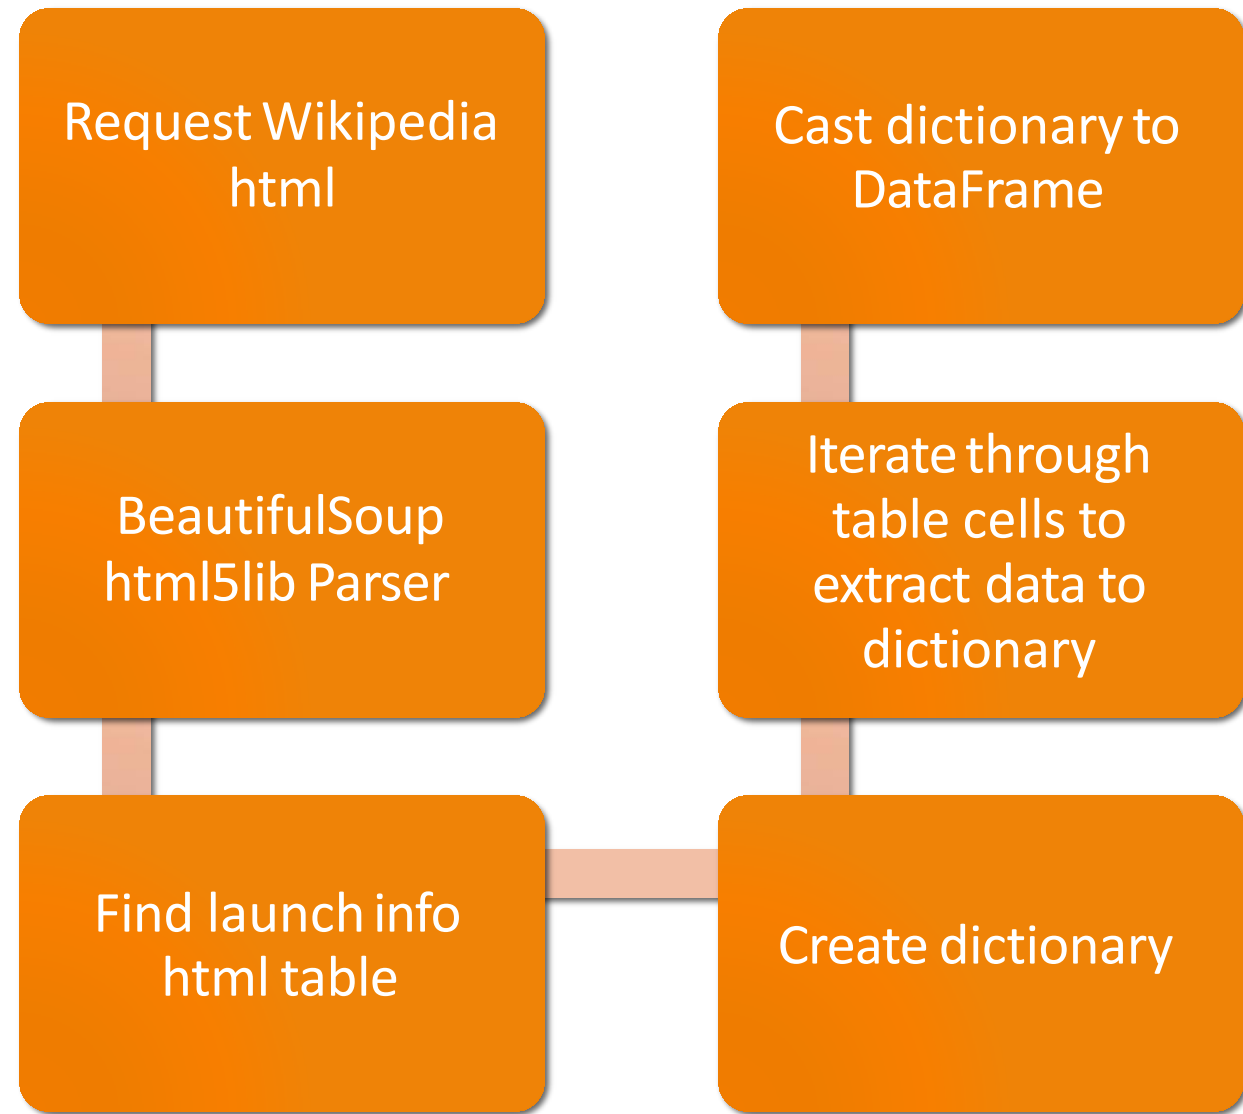 Request Wikipedia
html
BeautifulSoup
html5lib Parser
Find launch info
html table
Create dictionary
Iterate through
table cells to
extract data to
dictionary
Cast dictionary to
DataFrame